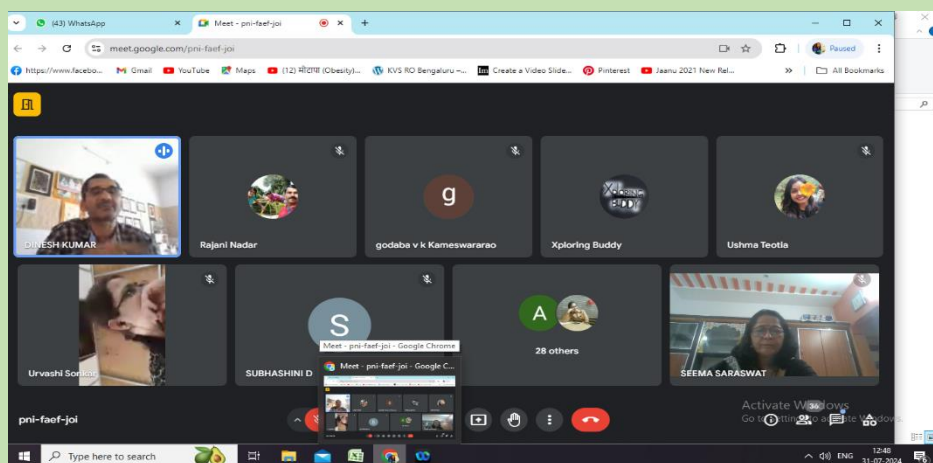 (43) WhatsApp
Meet - pni-faef-joi
meet.google.com/pni-faef-joi
Paused
https://www.facebo...
Gmail
YouTube
Maps
(12) मोटापा (Obesity)...
KVS RO Bengaluru –...
Create a Video Slide...
Pinterest
Jaanu 2021 New Rel...
All Bookmarks
DINESH KUMAR
Rajani Nadar
g
godaba v k Kameswararao
Xploring Buddy
Xploring Buddy
Ushma Teotia
Urvashi Sonkar
S
SUBHASHINI D
A
28 others
SEEMA SARASWAT
Meet - pni-faef-joi - Google Chrome
Meet - pni-faef-joi - Google C...
pni-faef-joi
36
Activate Windows
Type here to search
ENG
12:48
31-07-2024
6